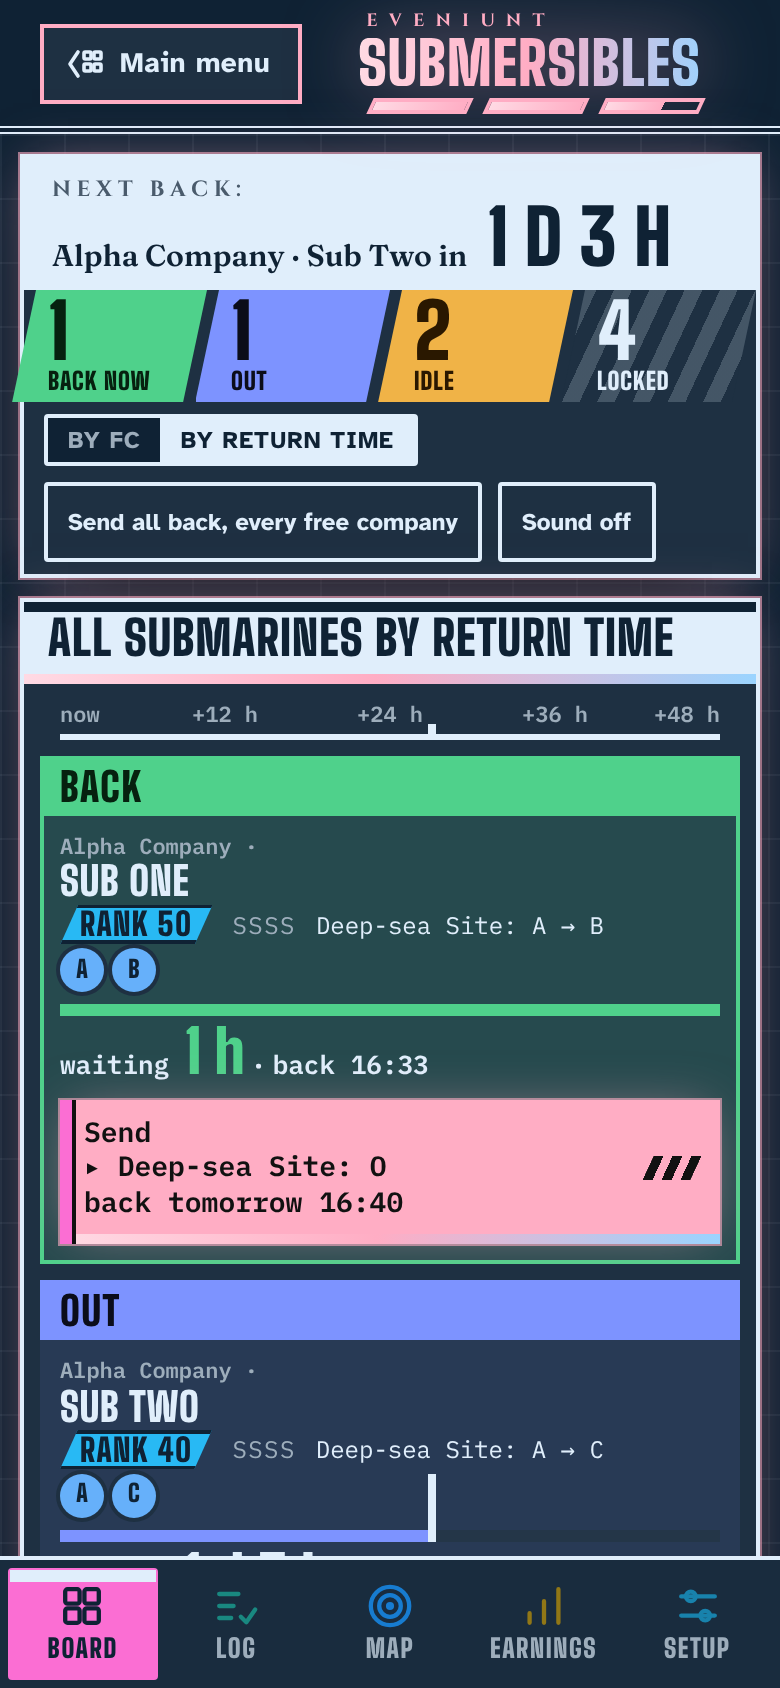 Main menu
EVENIUNT
SUBMERSIBLES
NEXT BACK:
Alpha Company · Sub Two in 1D3H
1 BACK NOW
1 OUT
2 IDLE
4 LOCKED
BY FC BY RETURN TIME
Send all back, every free company
Sound off
ALL SUBMARINES BY RETURN TIME
now +12 h +24 h +36 h +48 h
BACK
Alpha Company ·
SUB ONE
RANK 50 SSSS Deep-sea Site: A → B
A B
waiting 1h · back 16:33
Send
▸ Deep-sea Site: O
back tomorrow 16:40
OUT
Alpha Company ·
SUB TWO
RANK 40 SSSS Deep-sea Site: A → C
A C
BOARD LOG MAP EARNINGS SETUP